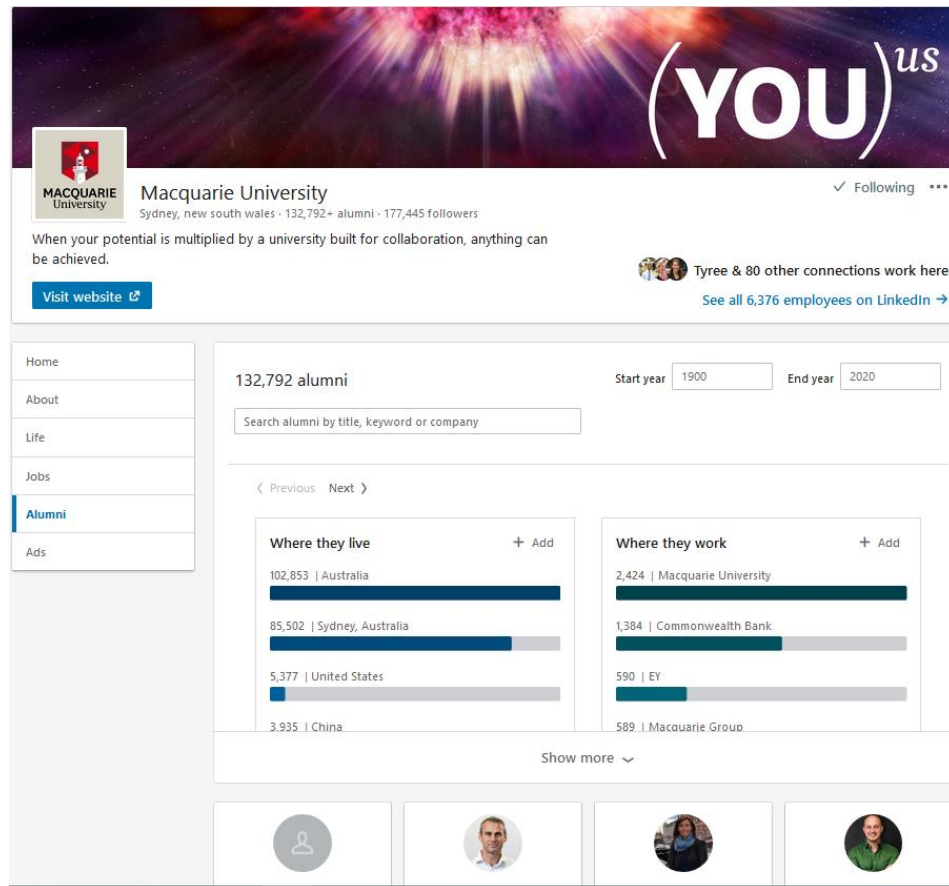 (YOU)us
MACQUARIE
University
Macquarie University
Sydney, new south wales · 132,792+ alumni · 177,445 followers
When your potential is multiplied by a university built for collaboration, anything can
be achieved.
Visit website
✓ Following ···
Tyree & 80 other connections work here
See all 6,376 employees on LinkedIn →
Home
About
Life
Jobs
Alumni
Ads
132,792 alumni
Start year 1900 End year 2020
Search alumni by title, keyword or company
Previous Next
Where they live + Add
102,853 | Australia
85,502 | Sydney, Australia
5,377 | United States
3,935 | China
Where they work + Add
2,424 | Macquarie University
1,384 | Commonwealth Bank
590 | EY
589 | Macquarie Group
Show more